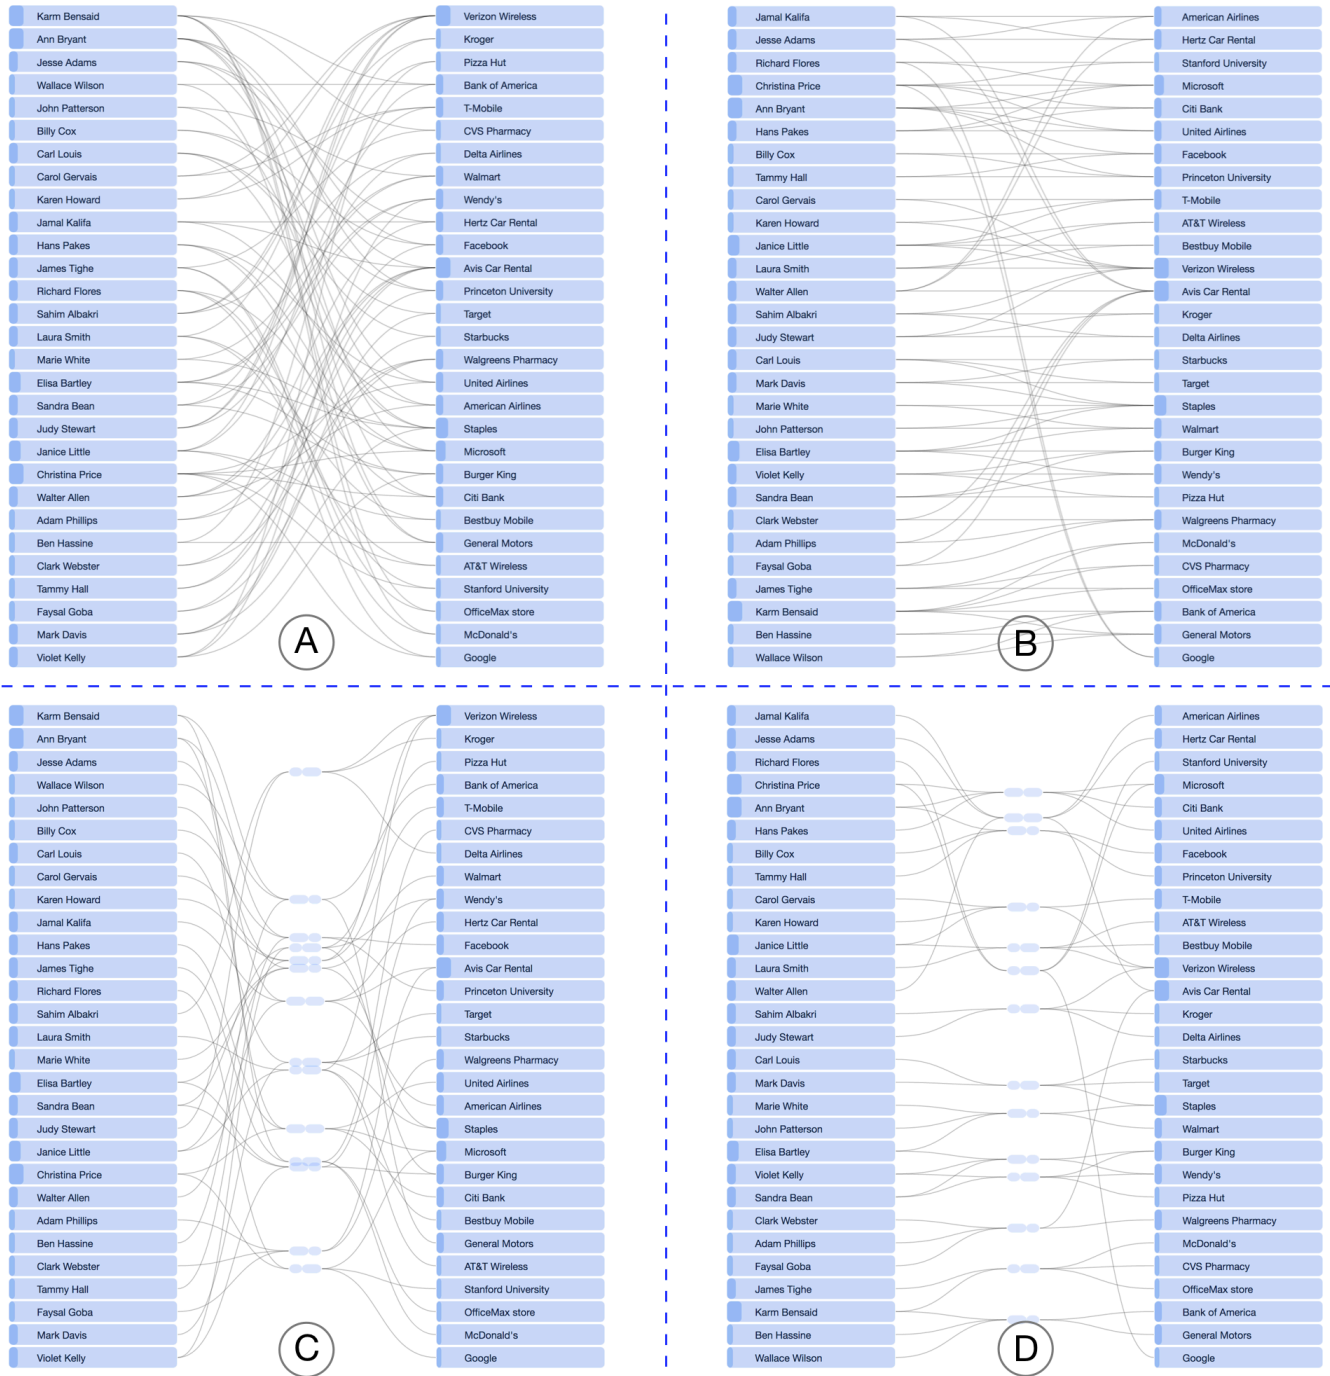 Karm Bensaid
Ann Bryant
Jesse Adams
Wallace Wilson
John Patterson
Billy Cox
Carl Louis
Carol Gervais
Karen Howard
Jamal Kalifa
Hans Pakes
James Tighe
Richard Flores
Sahim Albakri
Laura Smith
Marie White
Elisa Bartley
Sandra Bean
Judy Stewart
Janice Little
Christina Price
Walter Allen
Adam Phillips
Ben Hassine
Clark Webster
Tammy Hall
Faysal Goba
Mark Davis
Violet Kelly
Verizon Wireless
Kroger
Pizza Hut
Bank of America
T-Mobile
CVS Pharmacy
Delta Airlines
Walmart
Wendy's
Hertz Car Rental
Facebook
Avis Car Rental
Princeton University
Target
Starbucks
Walgreens Pharmacy
United Airlines
American Airlines
Staples
Microsoft
Burger King
Citi Bank
Bestbuy Mobile
General Motors
AT&T Wireless
Stanford University
OfficeMax store
McDonald's
Google
A
Jamal Kalifa
Jesse Adams
Richard Flores
Christina Price
Ann Bryant
Hans Pakes
Billy Cox
Tammy Hall
Carol Gervais
Karen Howard
Janice Little
Laura Smith
Walter Allen
Sahim Albakri
Judy Stewart
Carl Louis
Mark Davis
Marie White
John Patterson
Elisa Bartley
Violet Kelly
Sandra Bean
Clark Webster
Adam Phillips
Faysal Goba
James Tighe
Karm Bensaid
Ben Hassine
Wallace Wilson
American Airlines
Hertz Car Rental
Stanford University
Microsoft
Citi Bank
United Airlines
Facebook
Princeton University
T-Mobile
AT&T Wireless
Bestbuy Mobile
Verizon Wireless
Avis Car Rental
Kroger
Delta Airlines
Starbucks
Target
Staples
Walmart
Burger King
Wendy's
Pizza Hut
Walgreens Pharmacy
McDonald's
CVS Pharmacy
OfficeMax store
Bank of America
General Motors
Google
B
Karm Bensaid
Ann Bryant
Jesse Adams
Wallace Wilson
John Patterson
Billy Cox
Carl Louis
Carol Gervais
Karen Howard
Jamal Kalifa
Hans Pakes
James Tighe
Richard Flores
Sahim Albakri
Laura Smith
Marie White
Elisa Bartley
Sandra Bean
Judy Stewart
Janice Little
Christina Price
Walter Allen
Adam Phillips
Ben Hassine
Clark Webster
Tammy Hall
Faysal Goba
Mark Davis
Violet Kelly
Verizon Wireless
Kroger
Pizza Hut
Bank of America
T-Mobile
CVS Pharmacy
Delta Airlines
Walmart
Wendy's
Hertz Car Rental
Facebook
Avis Car Rental
Princeton University
Target
Starbucks
Walgreens Pharmacy
United Airlines
American Airlines
Staples
Microsoft
Burger King
Citi Bank
Bestbuy Mobile
General Motors
AT&T Wireless
Stanford University
OfficeMax store
McDonald's
Google
C
Jamal Kalifa
Jesse Adams
Richard Flores
Christina Price
Ann Bryant
Hans Pakes
Billy Cox
Tammy Hall
Carol Gervais
Karen Howard
Janice Little
Laura Smith
Walter Allen
Sahim Albakri
Judy Stewart
Carl Louis
Mark Davis
Marie White
John Patterson
Elisa Bartley
Violet Kelly
Sandra Bean
Clark Webster
Adam Phillips
Faysal Goba
James Tighe
Karm Bensaid
Ben Hassine
Wallace Wilson
American Airlines
Hertz Car Rental
Stanford University
Microsoft
Citi Bank
United Airlines
Facebook
Princeton University
T-Mobile
AT&T Wireless
Bestbuy Mobile
Verizon Wireless
Avis Car Rental
Kroger
Delta Airlines
Starbucks
Target
Staples
Walmart
Burger King
Wendy's
Pizza Hut
Walgreens Pharmacy
McDonald's
CVS Pharmacy
OfficeMax store
Bank of America
General Motors
Google
D